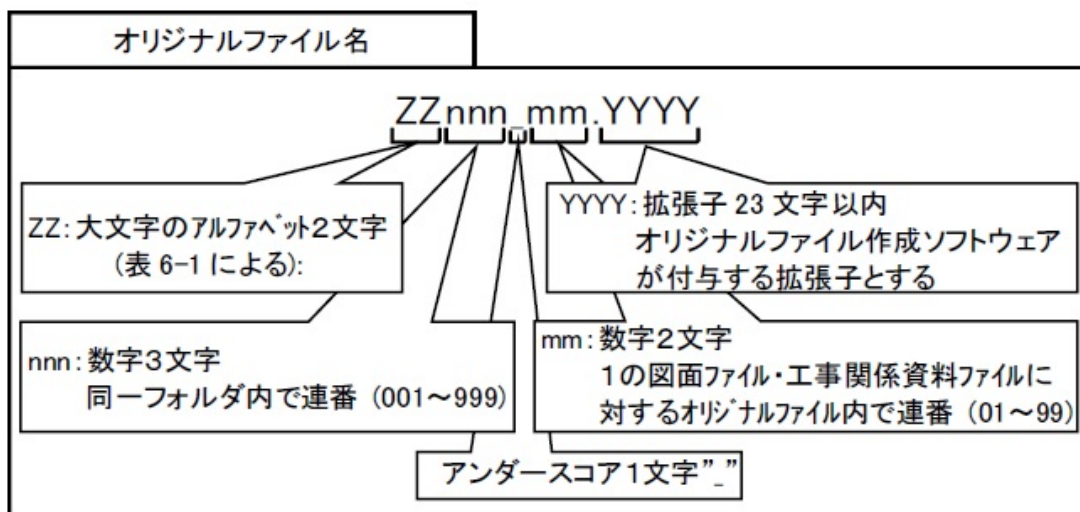 オリジナルファイル名
ZZnnn_mm.YYYY
ZZ:大文字のアルファベット2文字
(表 6-1 による):
YYYY:拡張子 23 文字以内
オリジナルファイル作成ソフトウェア
が付与する拡張子とする
nnn:数字3文字
同一フォルダ内で連番 (001~999)
mm:数字2文字
1の図面ファイル・工事関係資料ファイルに
対するオリジナルファイル内で連番 (01~99)
アンダースコア1文字”_”